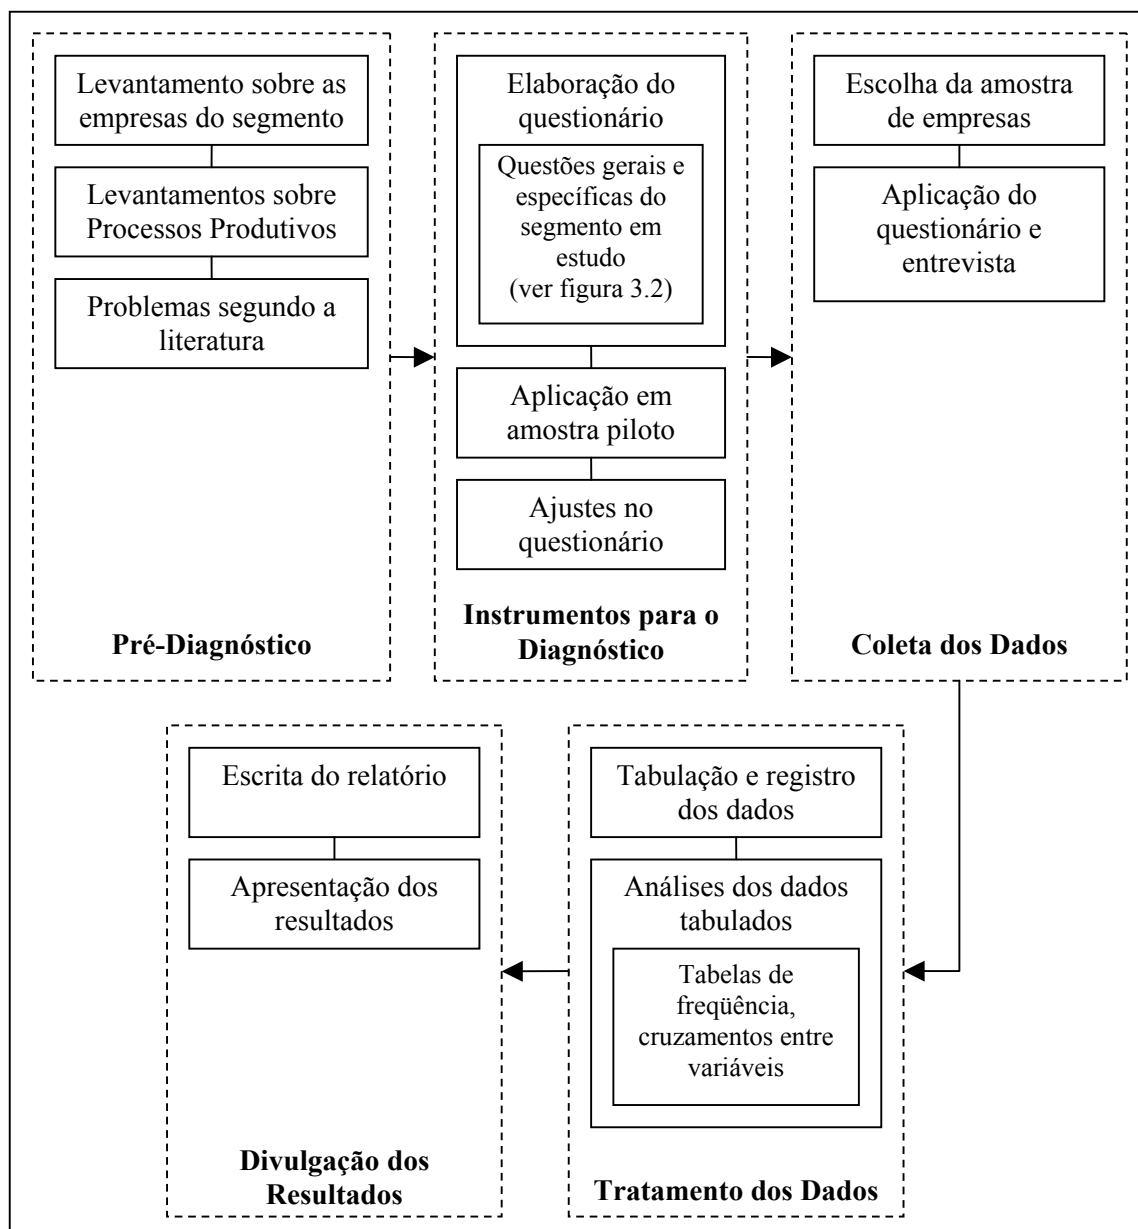 Levantamento sobre as
empresas do segmento
Levantamentos sobre
Processos Produtivos
Problemas segundo a
literatura
Pré-Diagnóstico
Elaboração do
questionário
Questões gerais e
específicas do
segmento em
estudo
(ver figura 3.2)
Aplicação em
amostra piloto
Ajustes no
questionário
Instrumentos para o
Diagnóstico
Escolha da amostra
de empresas
Aplicação do
questionário e
entrevista
Coleta dos Dados
Tabulação e registro
dos dados
Análises dos dados
tabulados
Tabelas de
freqüência,
cruzamentos entre
variáveis
Tratamento dos Dados
Escrita do relatório
Apresentação dos
resultados
Divulgação dos
Resultados